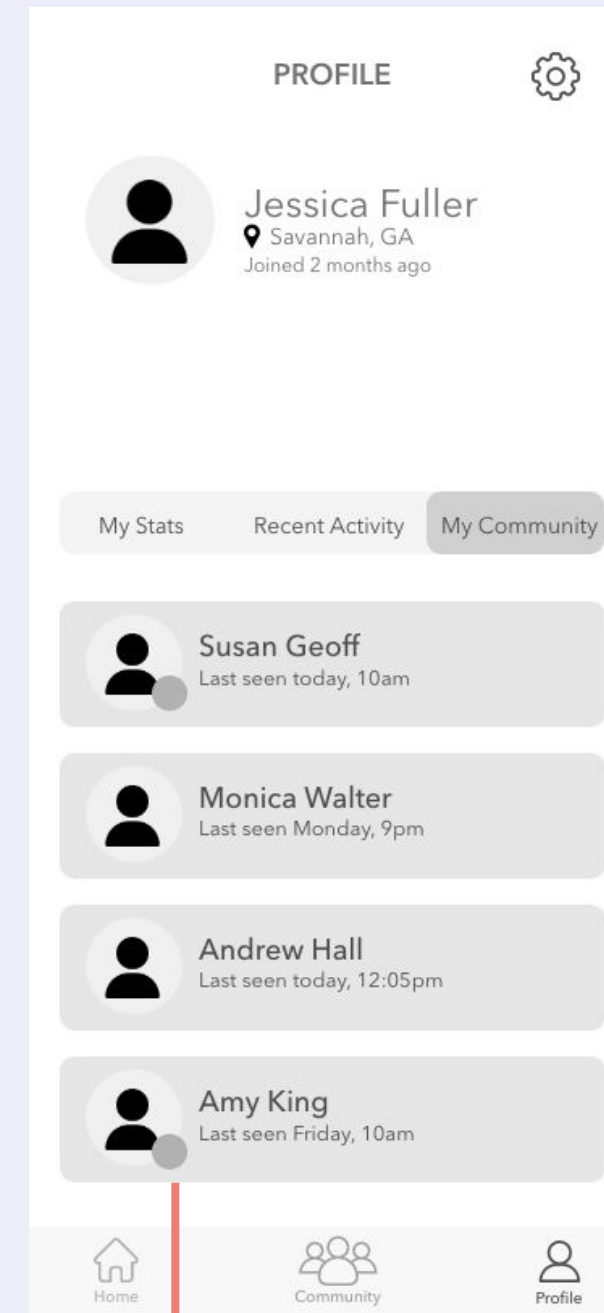 PROFILE
Jessica Fuller
Savannah, GA
Joined 2 months ago
My Stats Recent Activity My Community
Susan Geoff
Last seen today, 10am
Monica Walter
Last seen Monday, 9pm
Andrew Hall
Last seen today, 12:05pm
Amy King
Last seen Friday, 10am
Home Community Profile